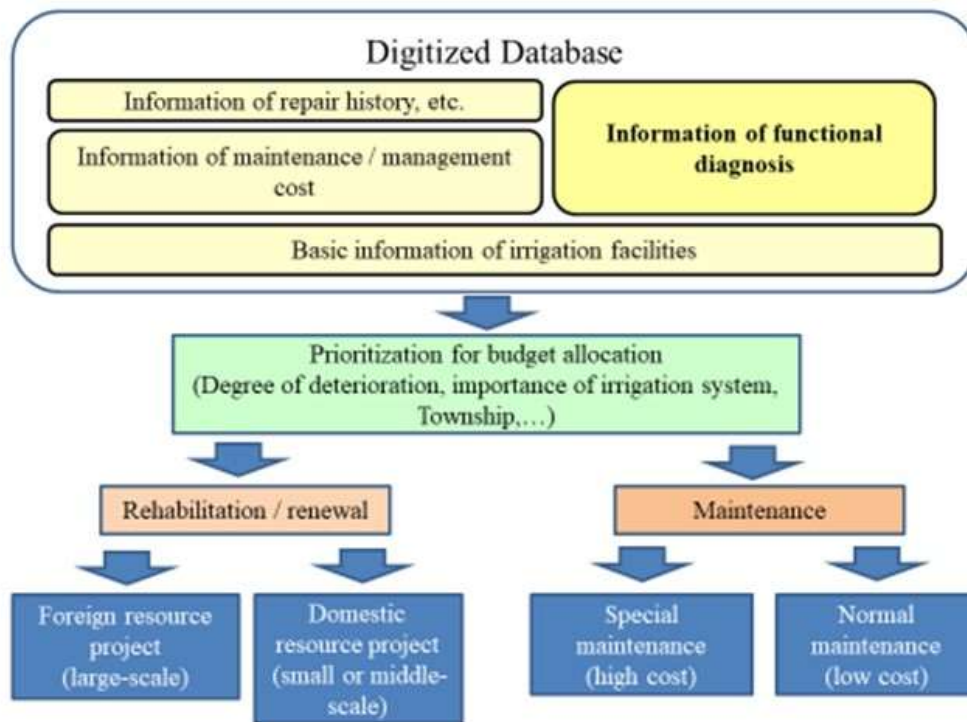 Digitized Database
Information of repair history, etc.
Information of maintenance / management
cost
Information of functional
diagnosis
Basic information of irrigation facilities
Prioritization for budget allocation
(Degree of deterioration, importance of irrigation system,
Township,…)
Rehabilitation / renewal
Maintenance
Foreign resource
project
(large-scale)
Domestic
resource project
(small or middle-
scale)
Special
maintenance
(high cost)
Normal
maintenance
(low cost)